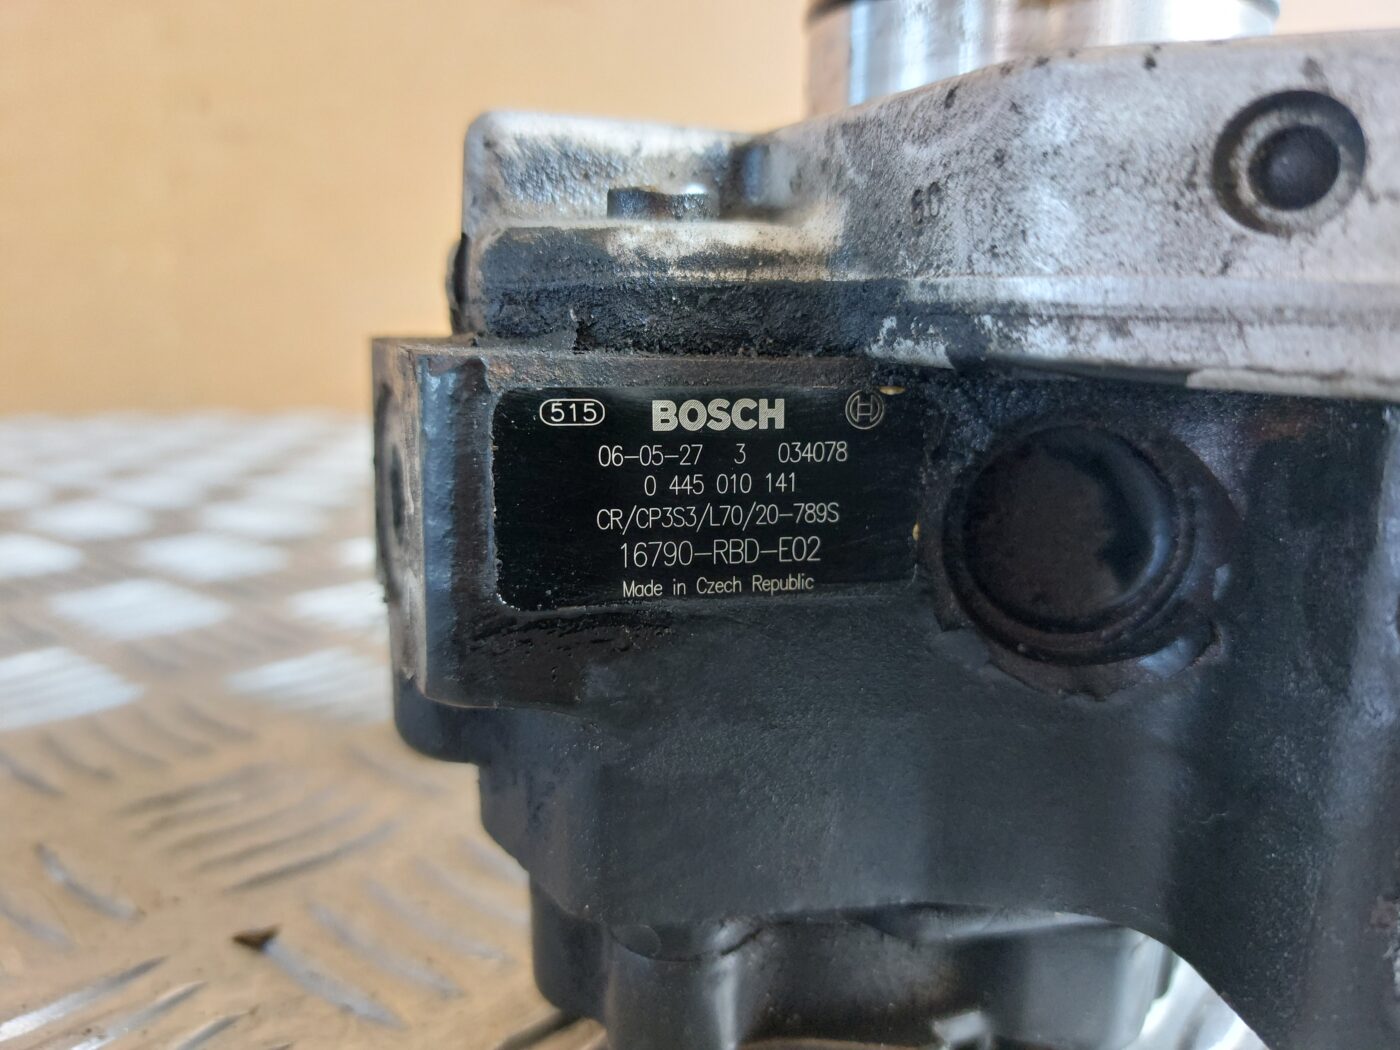 60
515 BOSCH
06-05-27 3 034078
0 445 010 141
CR/CP3S3/L70/20-789S
16790-RBD-E02
Made in Czech Republic